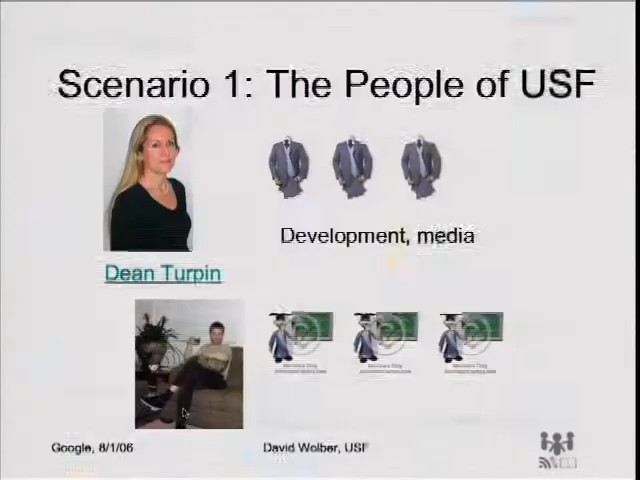 Scenario 1: The People of USF
Development, media
Dean Turpin
Google, 8/1/06
David Wolber, USF